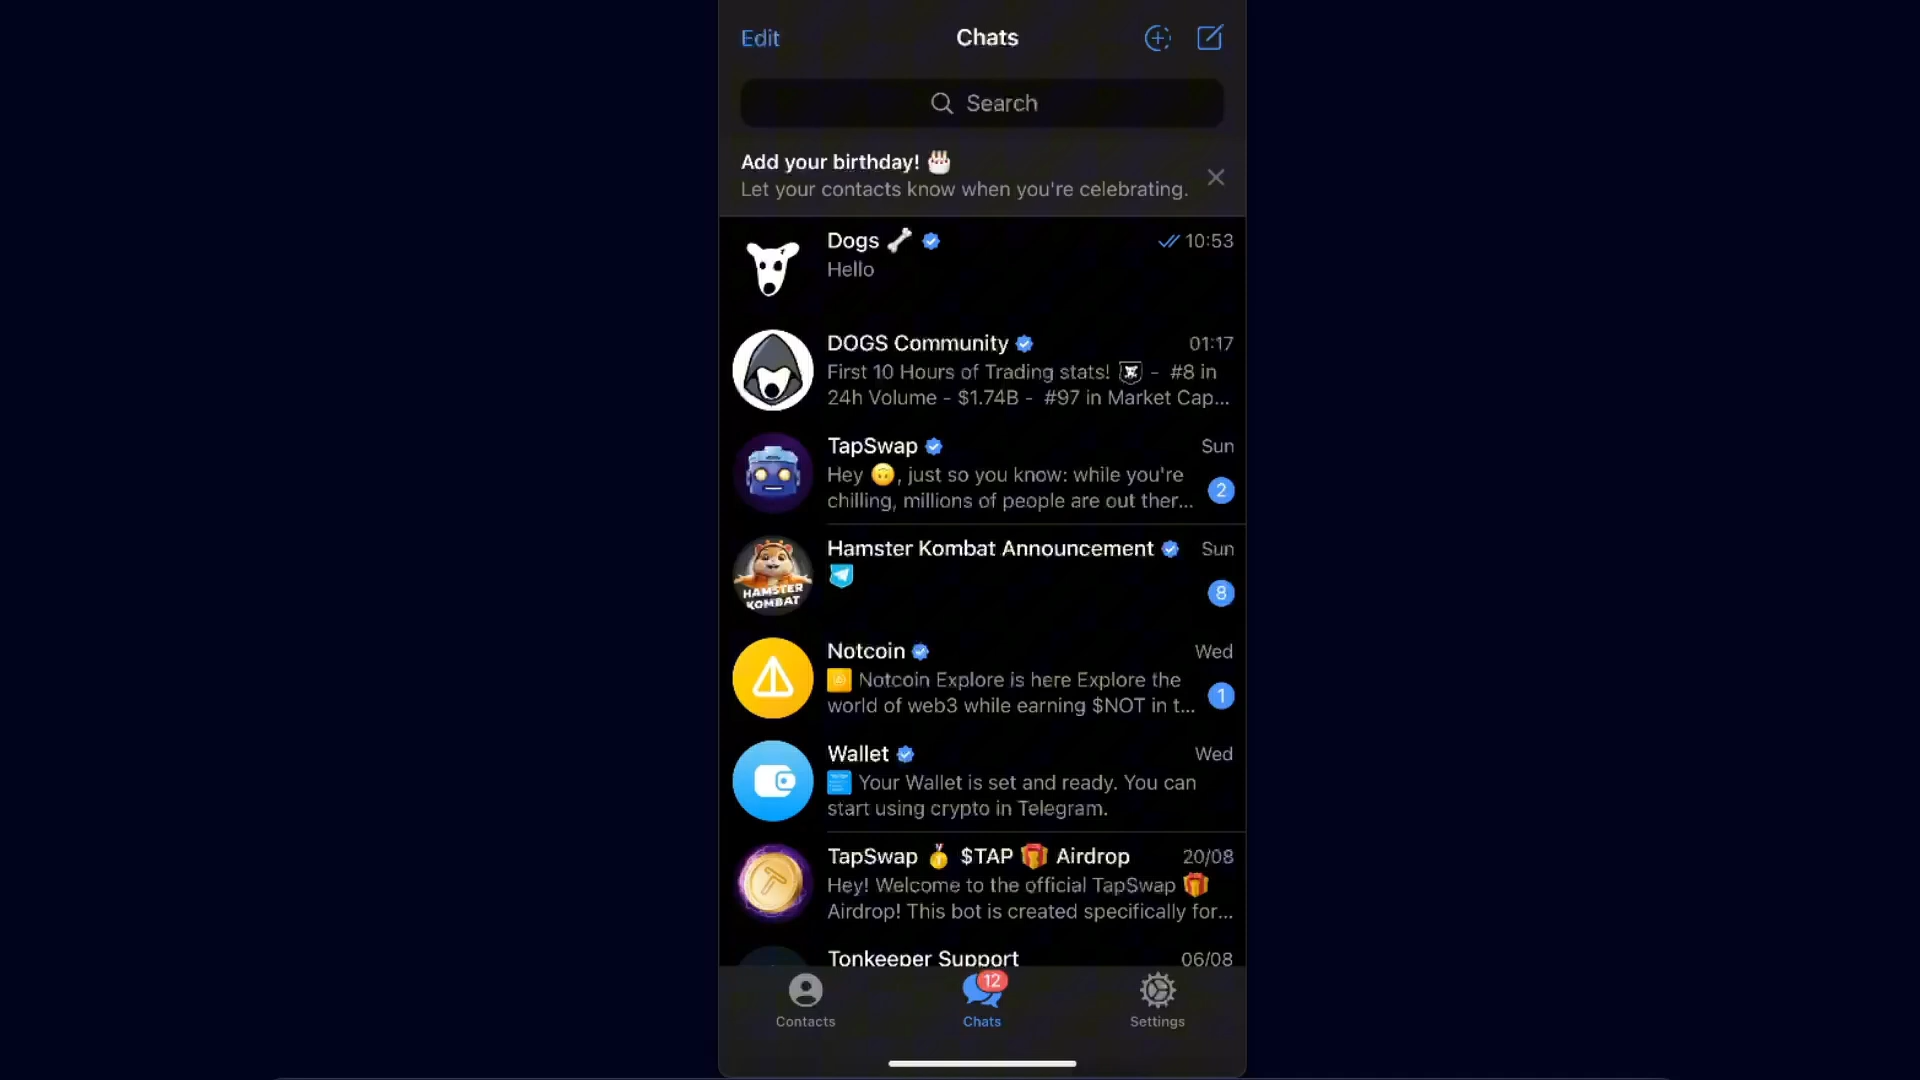 Edit
Chats
Search
Add your birthday! 🎂
Let your contacts know when you're celebrating.
Dogs 🦴 10:53
Hello
DOGS Community 01:17
First 10 Hours of Trading stats! - #8 in
24h Volume - $1.74B - #97 in Market Cap...
TapSwap Sun
Hey 🙃, just so you know: while you're
chilling, millions of people are out ther...
2
Hamster Kombat Announcement Sun
8
HAMSTER
KOMBAT
Notcoin Wed
Notcoin Explore is here Explore the
world of web3 while earning $NOT in t...
1
Wallet Wed
Your Wallet is set and ready. You can
start using crypto in Telegram.
TapSwap 🏅 $TAP 🎁 Airdrop 20/08
Hey! Welcome to the official TapSwap 🎁
Airdrop! This bot is created specifically for...
Tonkeeper Support 06/08
12
Contacts
Chats
Settings